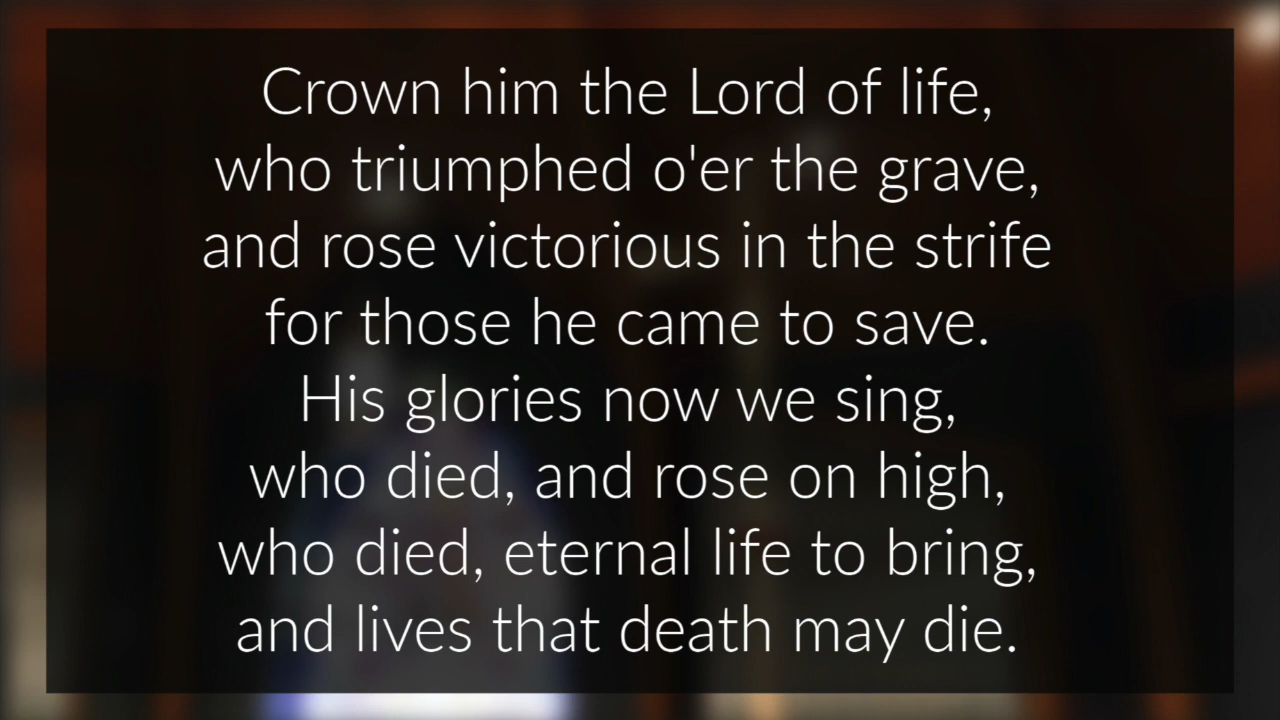 Crown him the Lord of life,
who triumphed o'er the grave,
and rose victorious in the strife
for those he came to save.
His glories now we sing,
who died, and rose on high,
who died, eternal life to bring,
and lives that death may die.